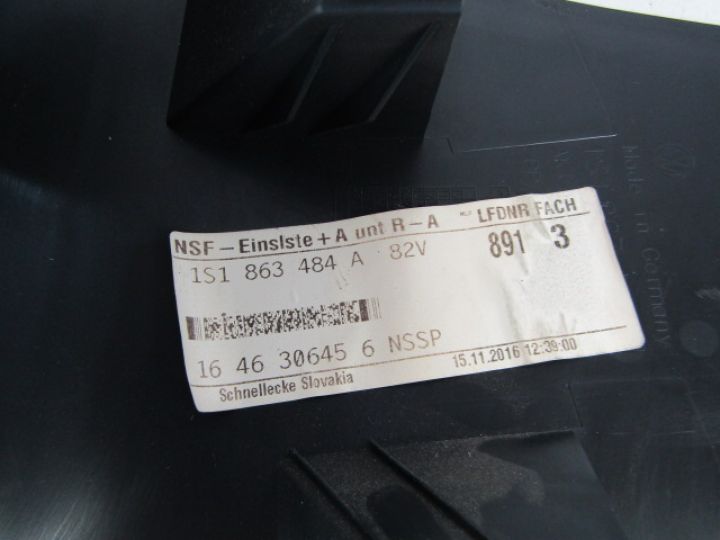 NSF-Einslste+A unt R-A LFDNR FACH
1S1 863 484 A 82V 891 3
16 46 30645 6 NSSP 15.11.2016 12:39:00
Schnellecke Slovakia
Made in Germany